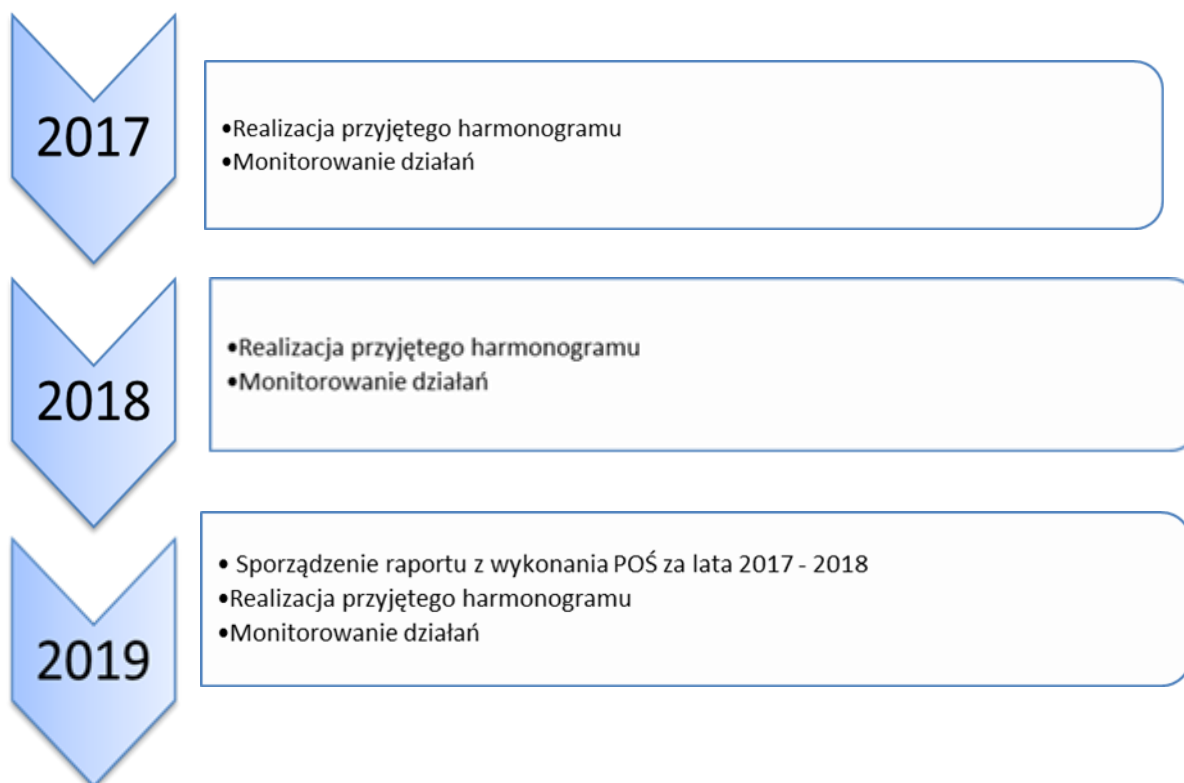 2017
•Realizacja przyjętego harmonogramu
•Monitorowanie działań
2018
•Realizacja przyjętego harmonogramu
•Monitorowanie działań
2019
• Sporządzenie raportu z wykonania POŚ za lata 2017 - 2018
•Realizacja przyjętego harmonogramu
•Monitorowanie działań